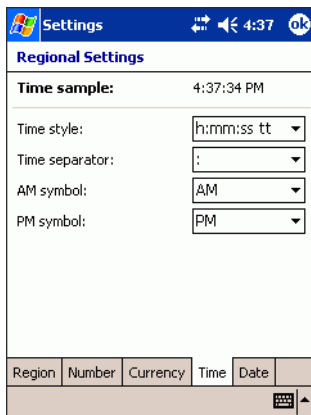 Settings 4:37 ok
Regional Settings
Time sample: 4:37:34 PM
Time style: h:mm:ss tt
Time separator: :
AM symbol: AM
PM symbol: PM
Region Number Currency Time Date